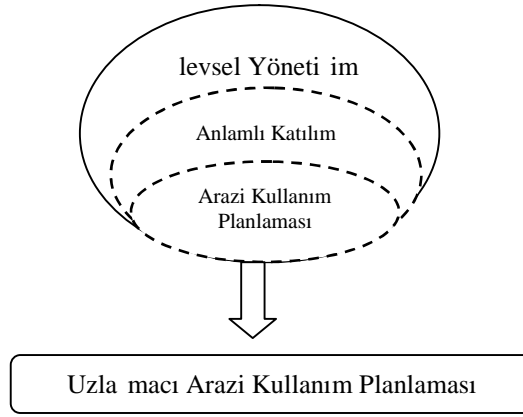 levsel Yöneti im
Anlamlı Katılım
Arazi Kullanım
Planlaması
Uzla macı Arazi Kullanım Planlaması